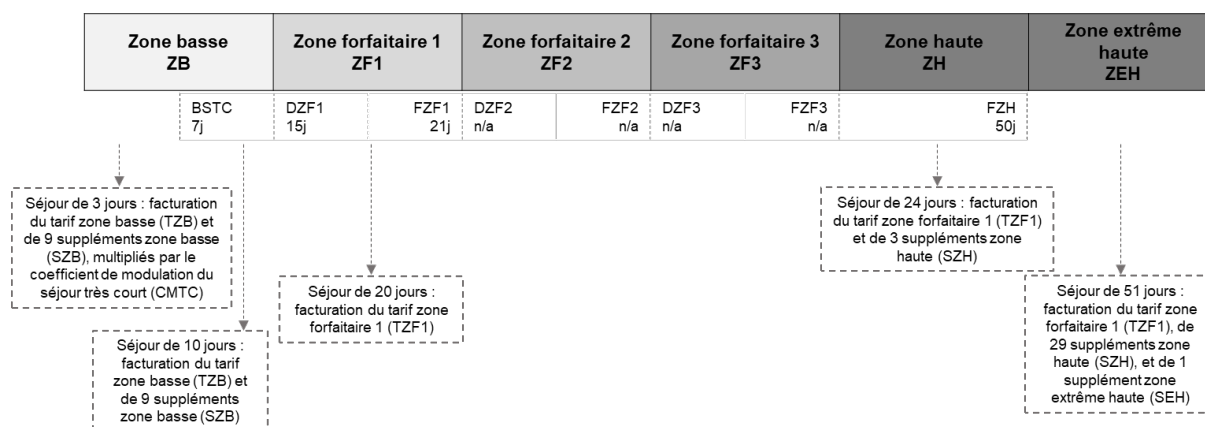 Zone basse
ZB
Zone forfaitaire 1
ZF1
Zone forfaitaire 2
ZF2
Zone forfaitaire 3
ZF3
Zone haute
ZH
Zone extrême
haute
ZEH
BSTC
7j
DZF1
15j
FZF1
21j
DZF2
n/a
FZF2
n/a
DZF3
n/a
FZF3
n/a
FZH
50j
Séjour de 3 jours : facturation
du tarif zone basse (TZB) et
de 9 suppléments zone basse
(SZB), multipliés par le
coefficient de modulation du
séjour très court (CMTC)
Séjour de 10 jours :
facturation du tarif
zone basse (TZB) et
de 9 suppléments
zone basse (SZB)
Séjour de 20 jours :
facturation du tarif zone
forfaitaire 1 (TZF1)
Séjour de 24 jours : facturation
du tarif zone forfaitaire 1 (TZF1)
et de 3 suppléments zone
haute (SZH)
Séjour de 51 jours :
facturation du tarif zone
forfaitaire 1 (TZF1), de
29 suppléments zone
haute (SZH), et de 1
supplément zone
extrême haute (SEH)